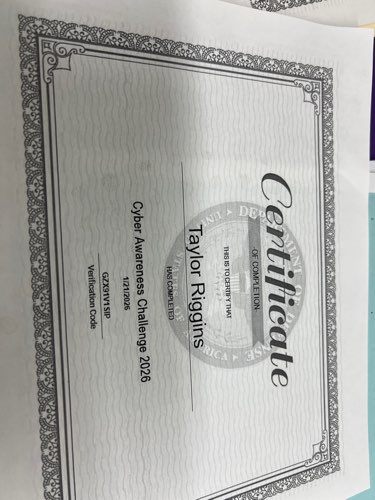 Certificate
OF COMPLETION
THIS IS TO CERTIFY THAT
Taylor Riggins
HAS COMPLETED
Cyber Awareness Challenge 2026
1/21/2026
GZX91V1SIP
Verification Code